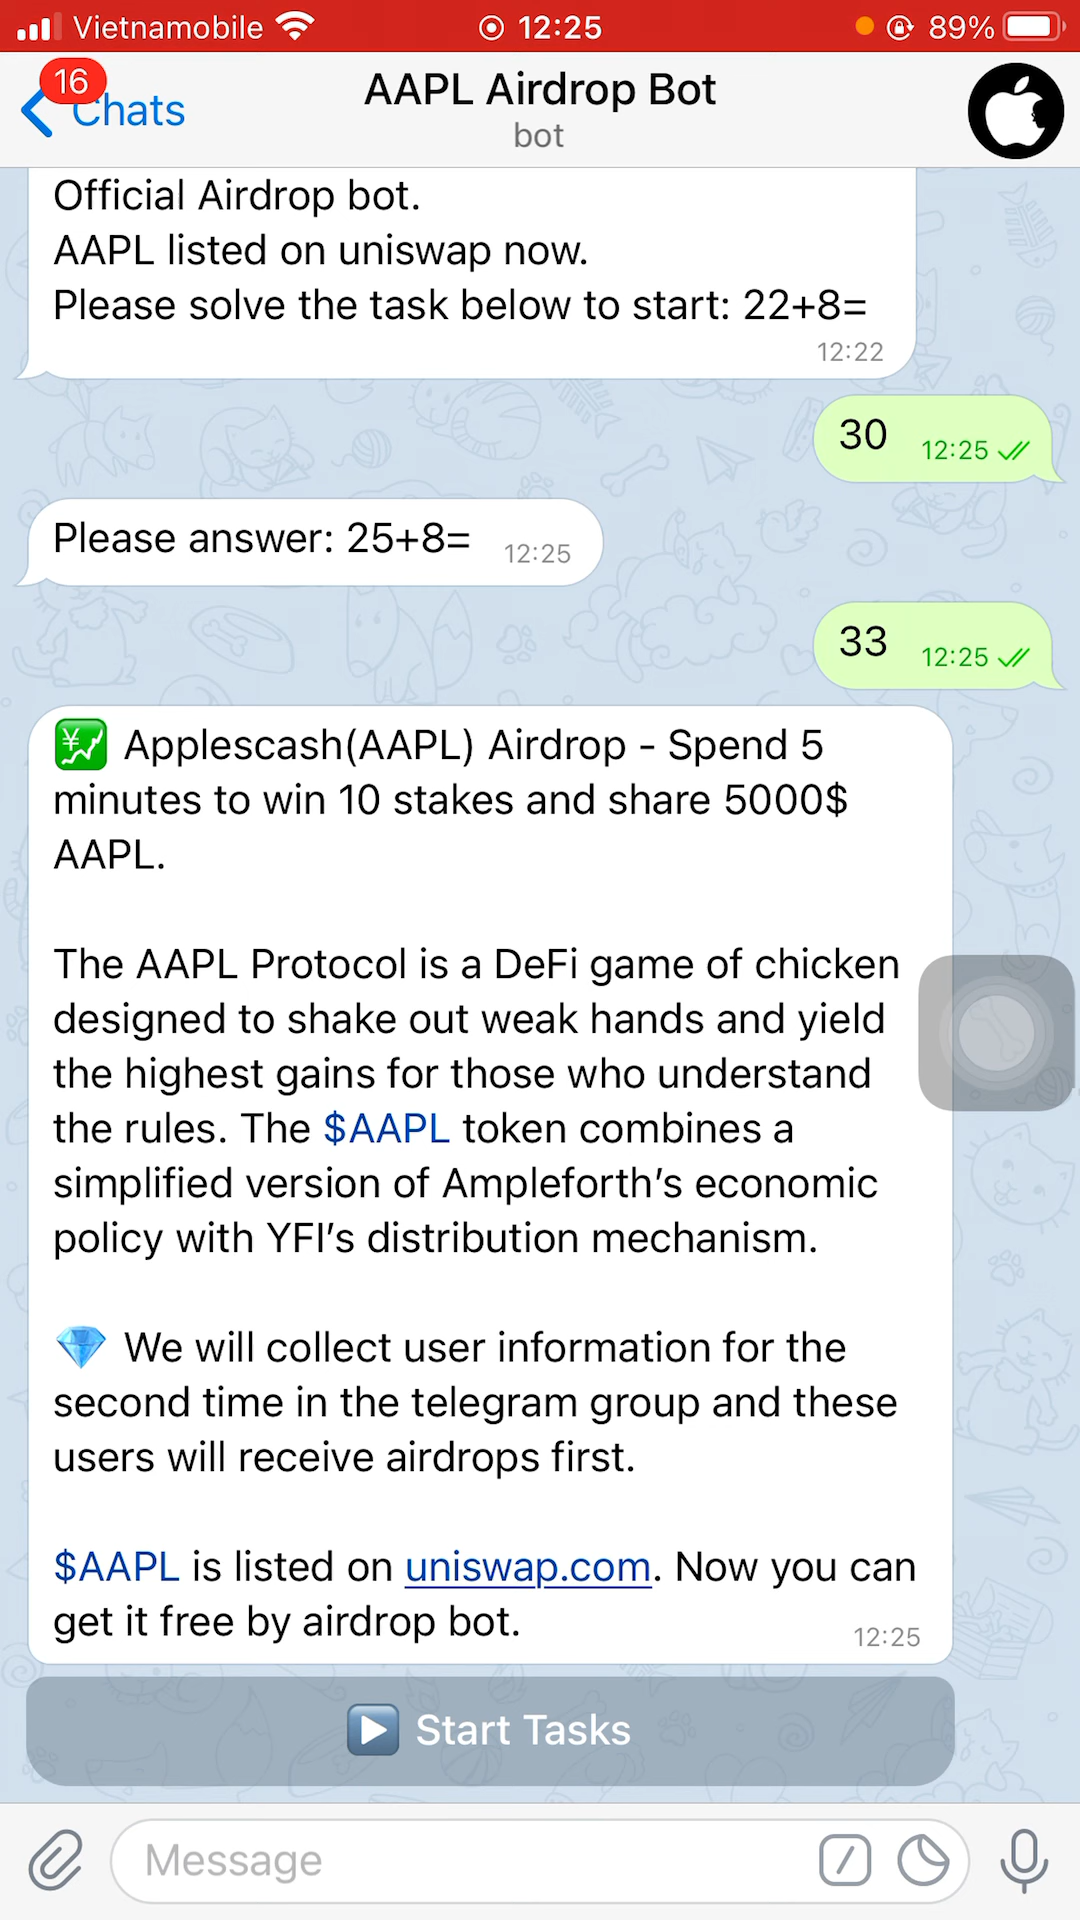 Vietnamobile 12:25 89%
16
Chats
AAPL Airdrop Bot
bot
Official Airdrop bot.
AAPL listed on uniswap now.
Please solve the task below to start: 22+8=
12:22
30 12:25
Please answer: 25+8= 12:25
33 12:25
Applescash(AAPL) Airdrop - Spend 5
minutes to win 10 stakes and share 5000$
AAPL.
The AAPL Protocol is a DeFi game of chicken
designed to shake out weak hands and yield
the highest gains for those who understand
the rules. The $AAPL token combines a
simplified version of Ampleforth’s economic
policy with YFI’s distribution mechanism.
We will collect user information for the
second time in the telegram group and these
users will receive airdrops first.
$AAPL is listed on uniswap.com. Now you can
get it free by airdrop bot.
12:25
Start Tasks
Message